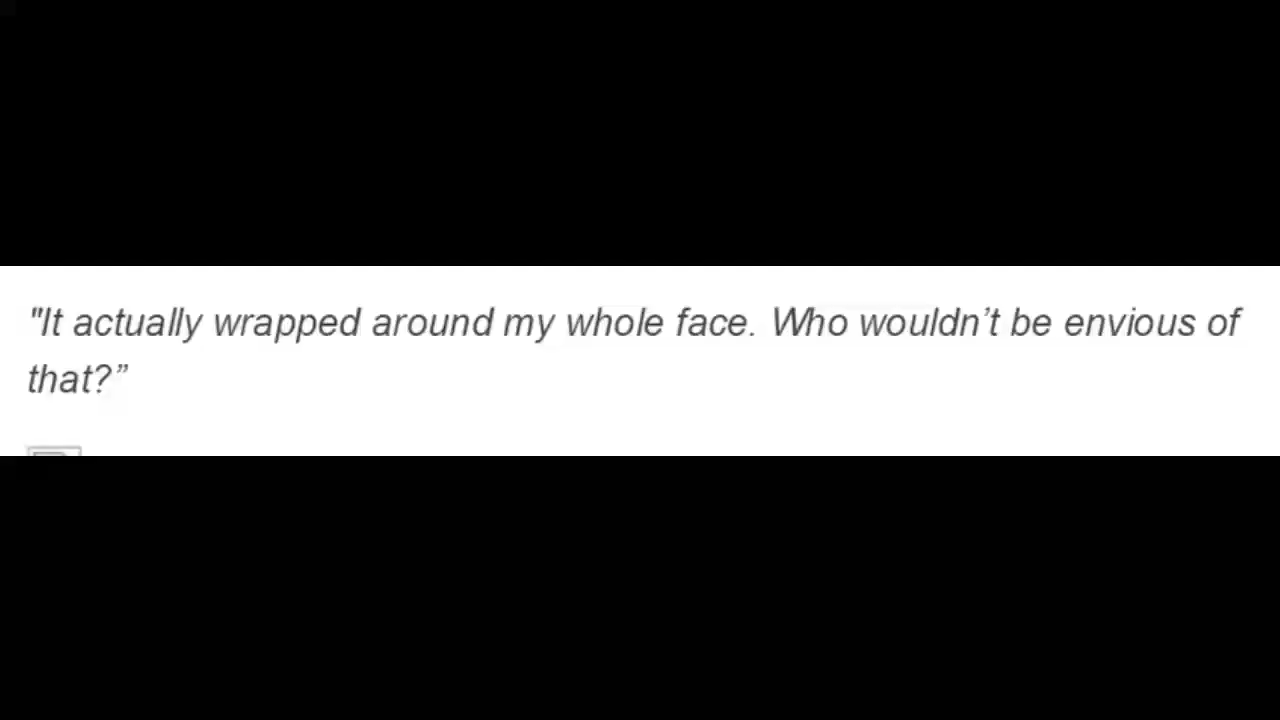 "It actually wrapped around my whole face. Who wouldn’t be envious of
that?”